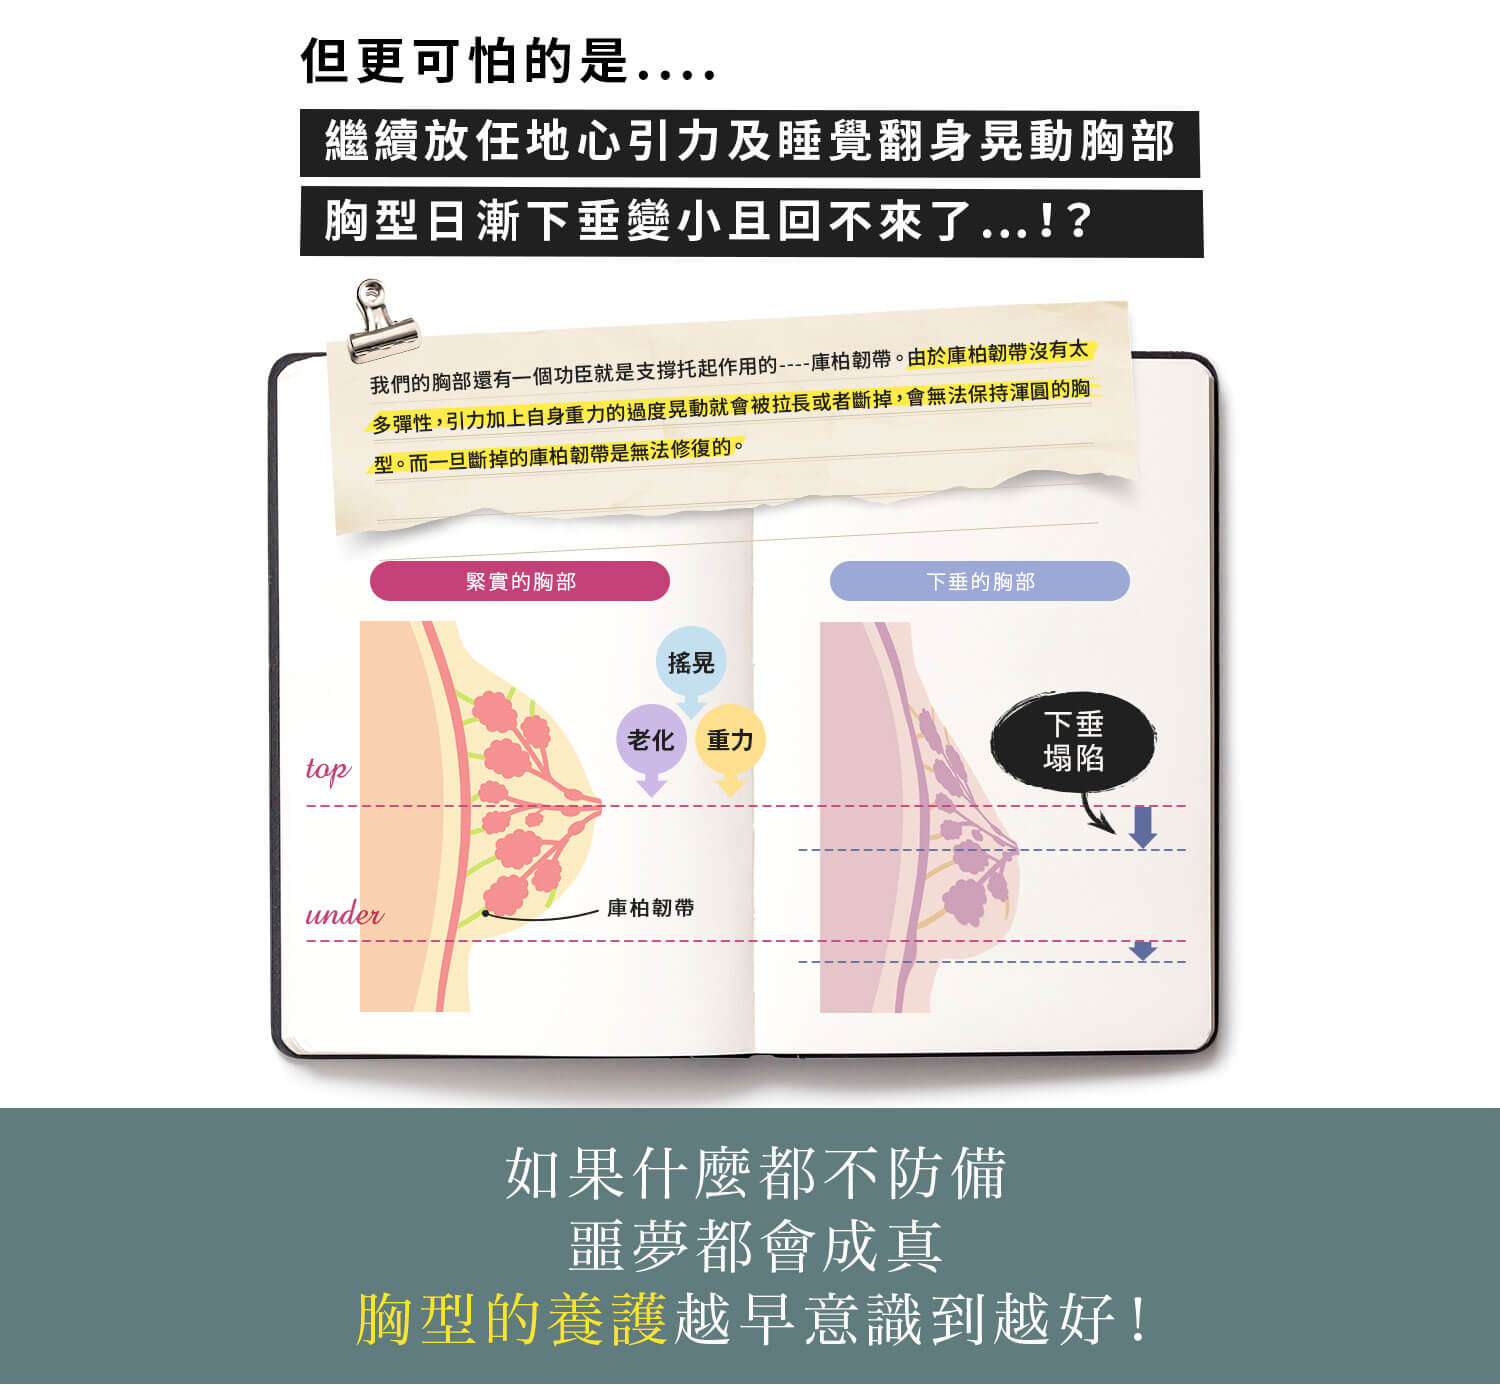 但更可怕的是....
繼續放任地心引力及睡覺翻身晃動胸部
胸型日漸下垂變小且回不來了...!?
我們的胸部還有一個功臣就是支撐托起作用的----庫柏韌帶。由於庫柏韌帶沒有太
多彈性,引力加上自身重力的過度晃動就會被拉長或者斷掉,會無法保持渾圓的胸
型。而一旦斷掉的庫柏韌帶是無法修復的。
緊實的胸部
下垂的胸部
搖晃
老化
重力
下垂
塌陷
top
under
庫柏韌帶
如果什麼都不防備
噩夢都會成真
胸型的養護越早意識到越好!